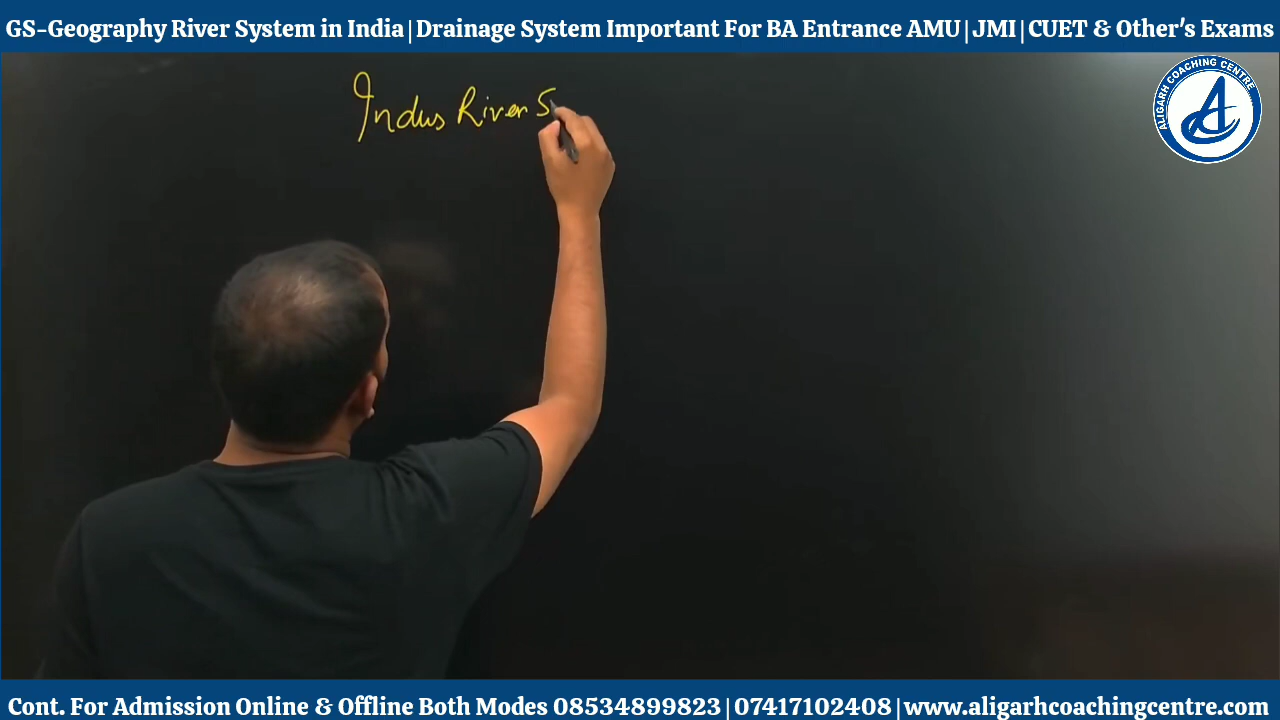 GS-Geography River System in India|Drainage System Important For BA Entrance AMU|JMI|CUET & Other's Exams
ALIGARH COACHING CENTRE
A
Indus River S
Cont. For Admission Online & Offline Both Modes 08534899823|07417102408|www.aligarhcoachingcentre.com